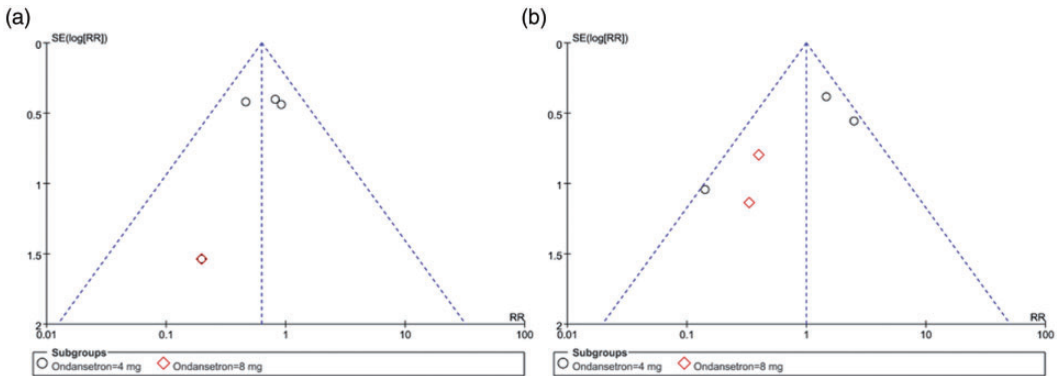 (a)
SE(log[RR])
0
0.5
1
1.5
2
0.01
0.1
1
10
100
RR
Subgroups
Ondansetron=4 mg
Ondansetron=8 mg
(b)
SE(log[RR])
0
0.5
1
1.5
2
0.01
0.1
1
10
100
RR
Subgroups
Ondansetron=4 mg
Ondansetron=8 mg